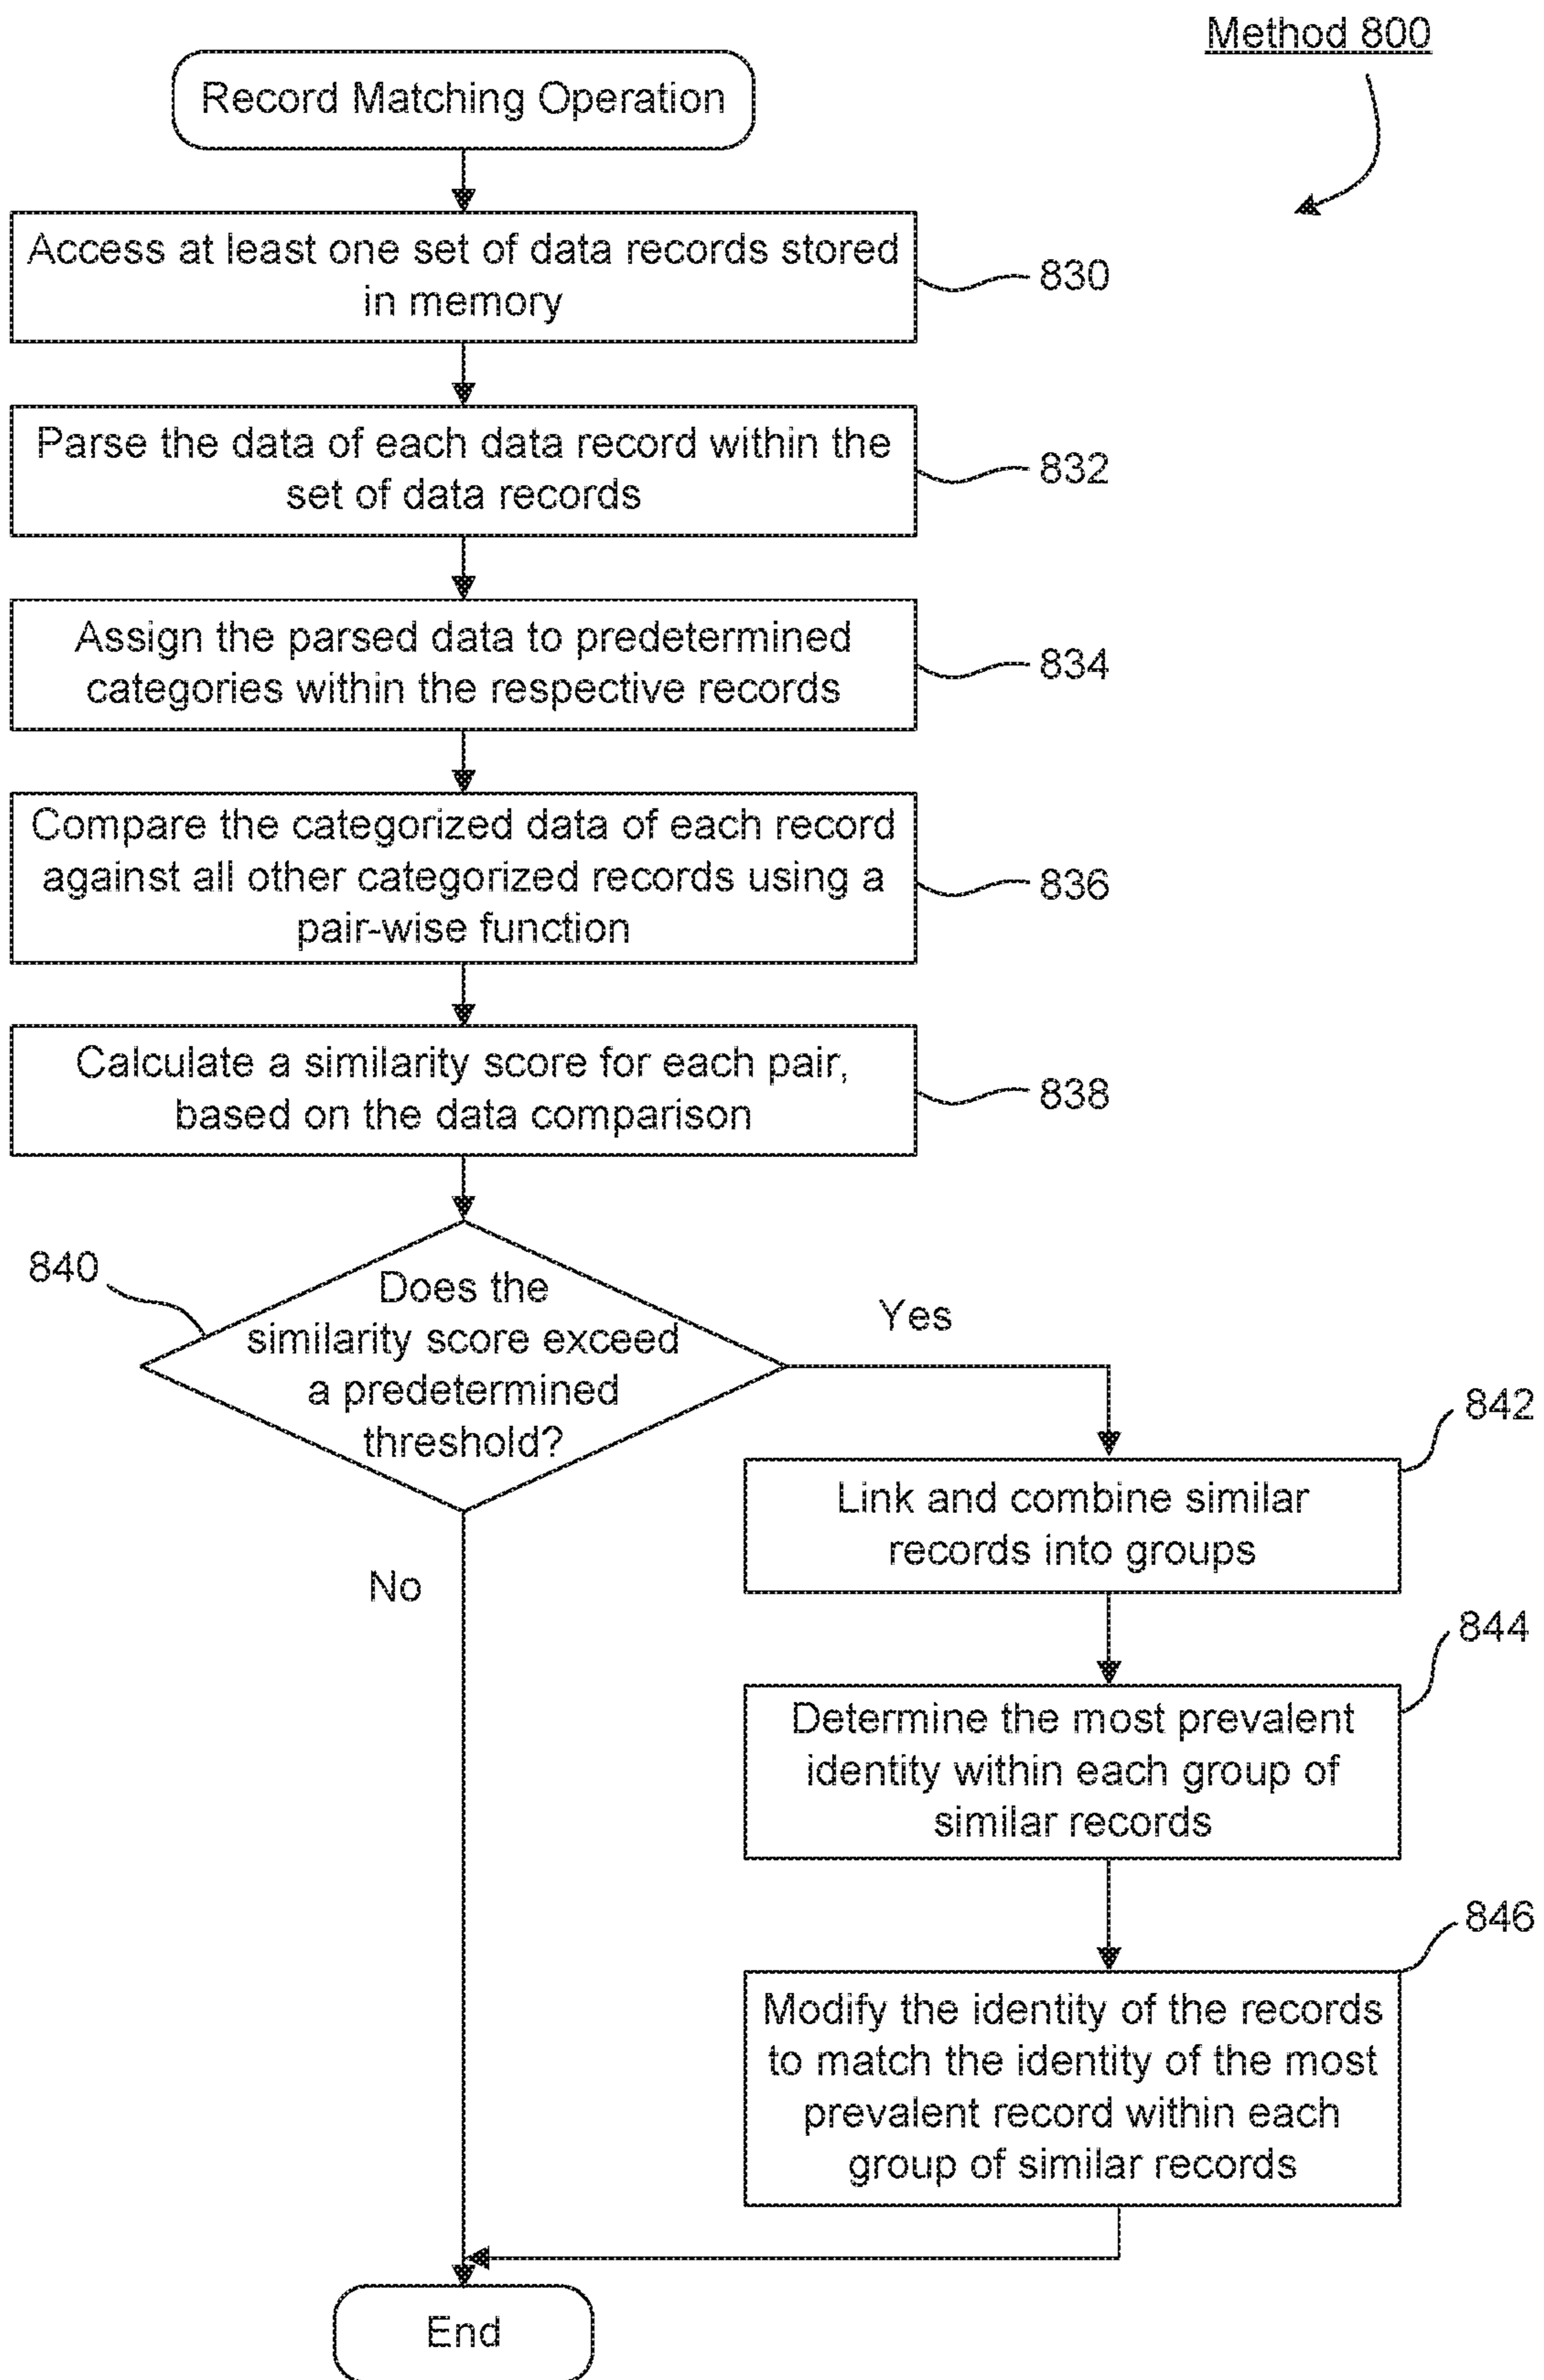 Method 800
Record Matching Operation
Access at least one set of data records stored
in memory
830
Parse the data of each data record within the
set of data records
832
Assign the parsed data to predetermined
categories within the respective records
834
Compare the categorized data of each record
against all other categorized records using a
pair-wise function
836
Calculate a similarity score for each pair,
based on the data comparison
838
840
Does the
similarity score exceed
a predetermined
threshold?
Yes
No
842
Link and combine similar
records into groups
844
Determine the most prevalent
identity within each group of
similar records
846
Modify the identity of the records
to match the identity of the most
prevalent record within each
group of similar records
End